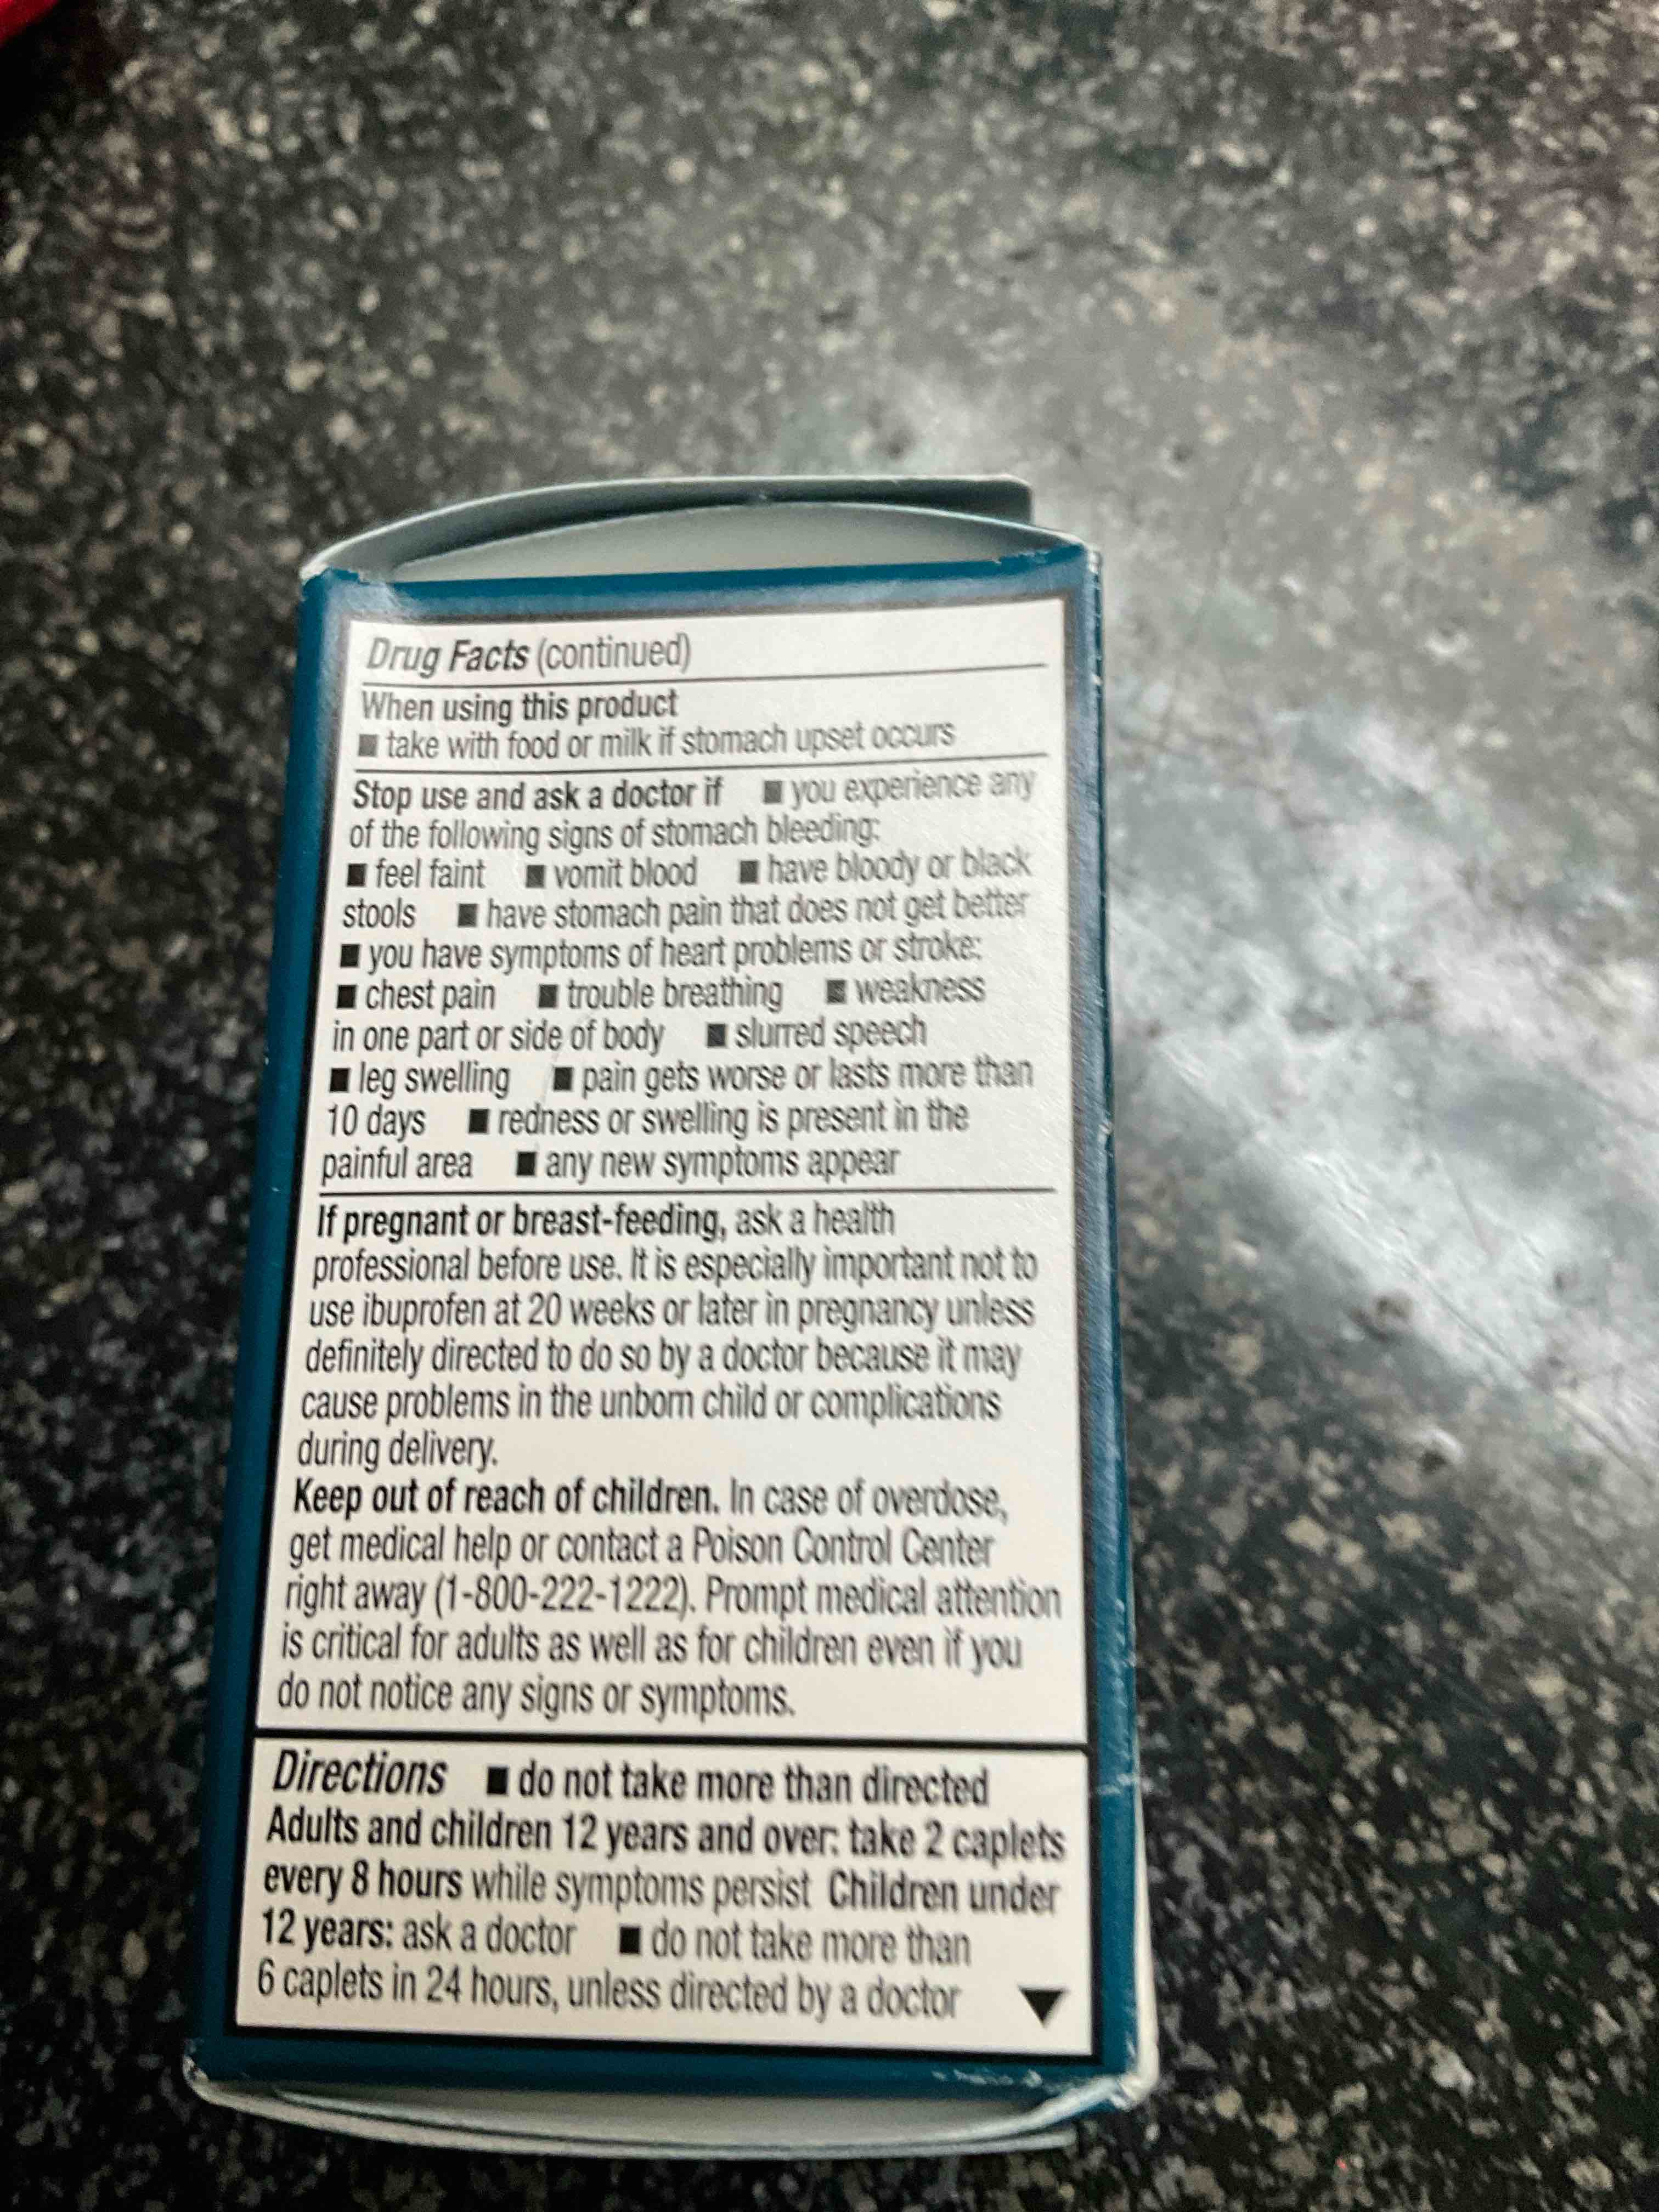 Drug Facts (continued)
When using this product
■ take with food or milk if stomach upset occurs
Stop use and ask a doctor if ■ you experience any
of the following signs of stomach bleeding:
■ feel faint ■ vomit blood ■ have bloody or black
stools ■ have stomach pain that does not get better
■ you have symptoms of heart problems or stroke:
■ chest pain ■ trouble breathing ■ weakness
in one part or side of body ■ slurred speech
■ leg swelling ■ pain gets worse or lasts more than
10 days ■ redness or swelling is present in the
painful area ■ any new symptoms appear
If pregnant or breast-feeding, ask a health
professional before use. It is especially important not to
use ibuprofen at 20 weeks or later in pregnancy unless
definitely directed to do so by a doctor because it may
cause problems in the unborn child or complications
during delivery.
Keep out of reach of children. In case of overdose,
get medical help or contact a Poison Control Center
right away (1-800-222-1222). Prompt medical attention
is critical for adults as well as for children even if you
do not notice any signs or symptoms.
Directions ■ do not take more than directed
Adults and children 12 years and over: take 2 caplets
every 8 hours while symptoms persist Children under
12 years: ask a doctor ■ do not take more than
6 caplets in 24 hours, unless directed by a doctor ▼